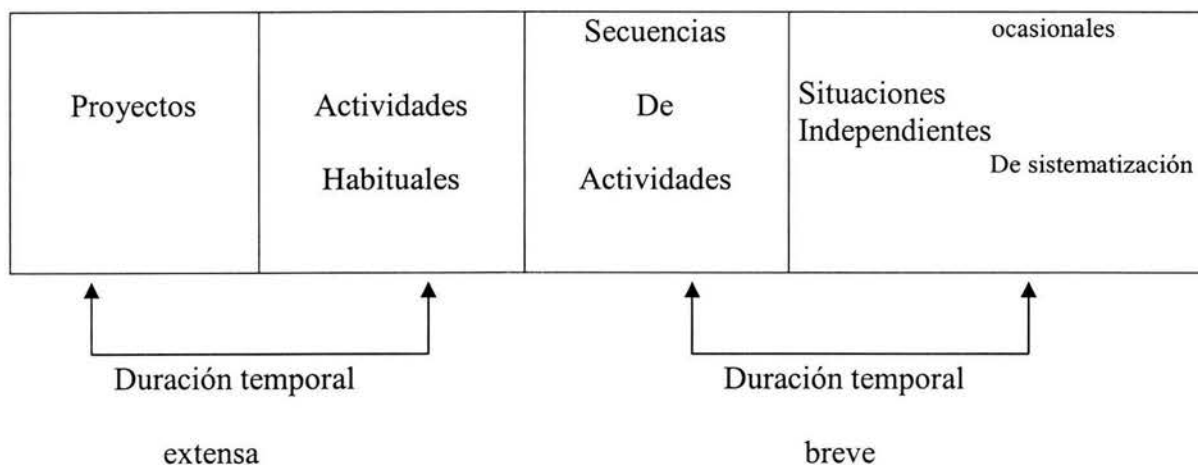 Proyectos
Actividades
Habituales
Secuencias
De
Actividades
ocasionales
Situaciones
Independientes
De sistematización
Duración temporal
extensa
Duración temporal
breve